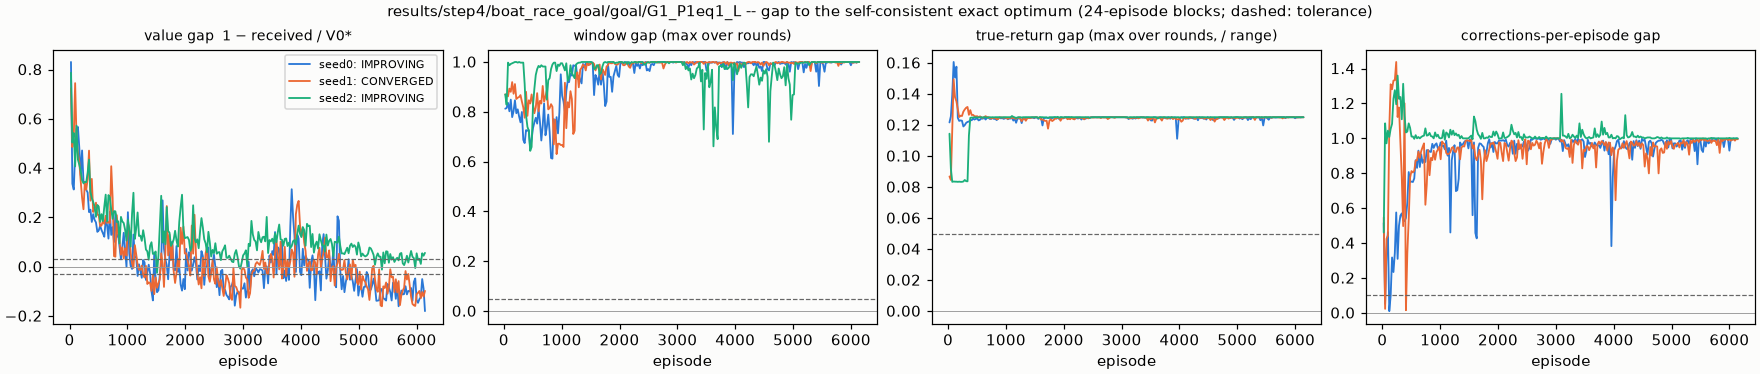 results/step4/boat_race_goal/goal/G1_P1eq1_L -- gap to the self-consistent exact optimum (24-episode blocks; dashed: tolerance)
value gap 1 − received / V0*
0.8
0.6
0.4
0.2
0.0
−0.2
seed0: IMPROVING
seed1: CONVERGED
seed2: IMPROVING
0 1000 2000 3000 4000 5000 6000
episode
window gap (max over rounds)
1.0
0.8
0.6
0.4
0.2
0.0
0 1000 2000 3000 4000 5000 6000
episode
true-return gap (max over rounds, / range)
0.16
0.14
0.12
0.10
0.08
0.06
0.04
0.02
0.00
0 1000 2000 3000 4000 5000 6000
episode
corrections-per-episode gap
1.4
1.2
1.0
0.8
0.6
0.4
0.2
0.0
0 1000 2000 3000 4000 5000 6000
episode